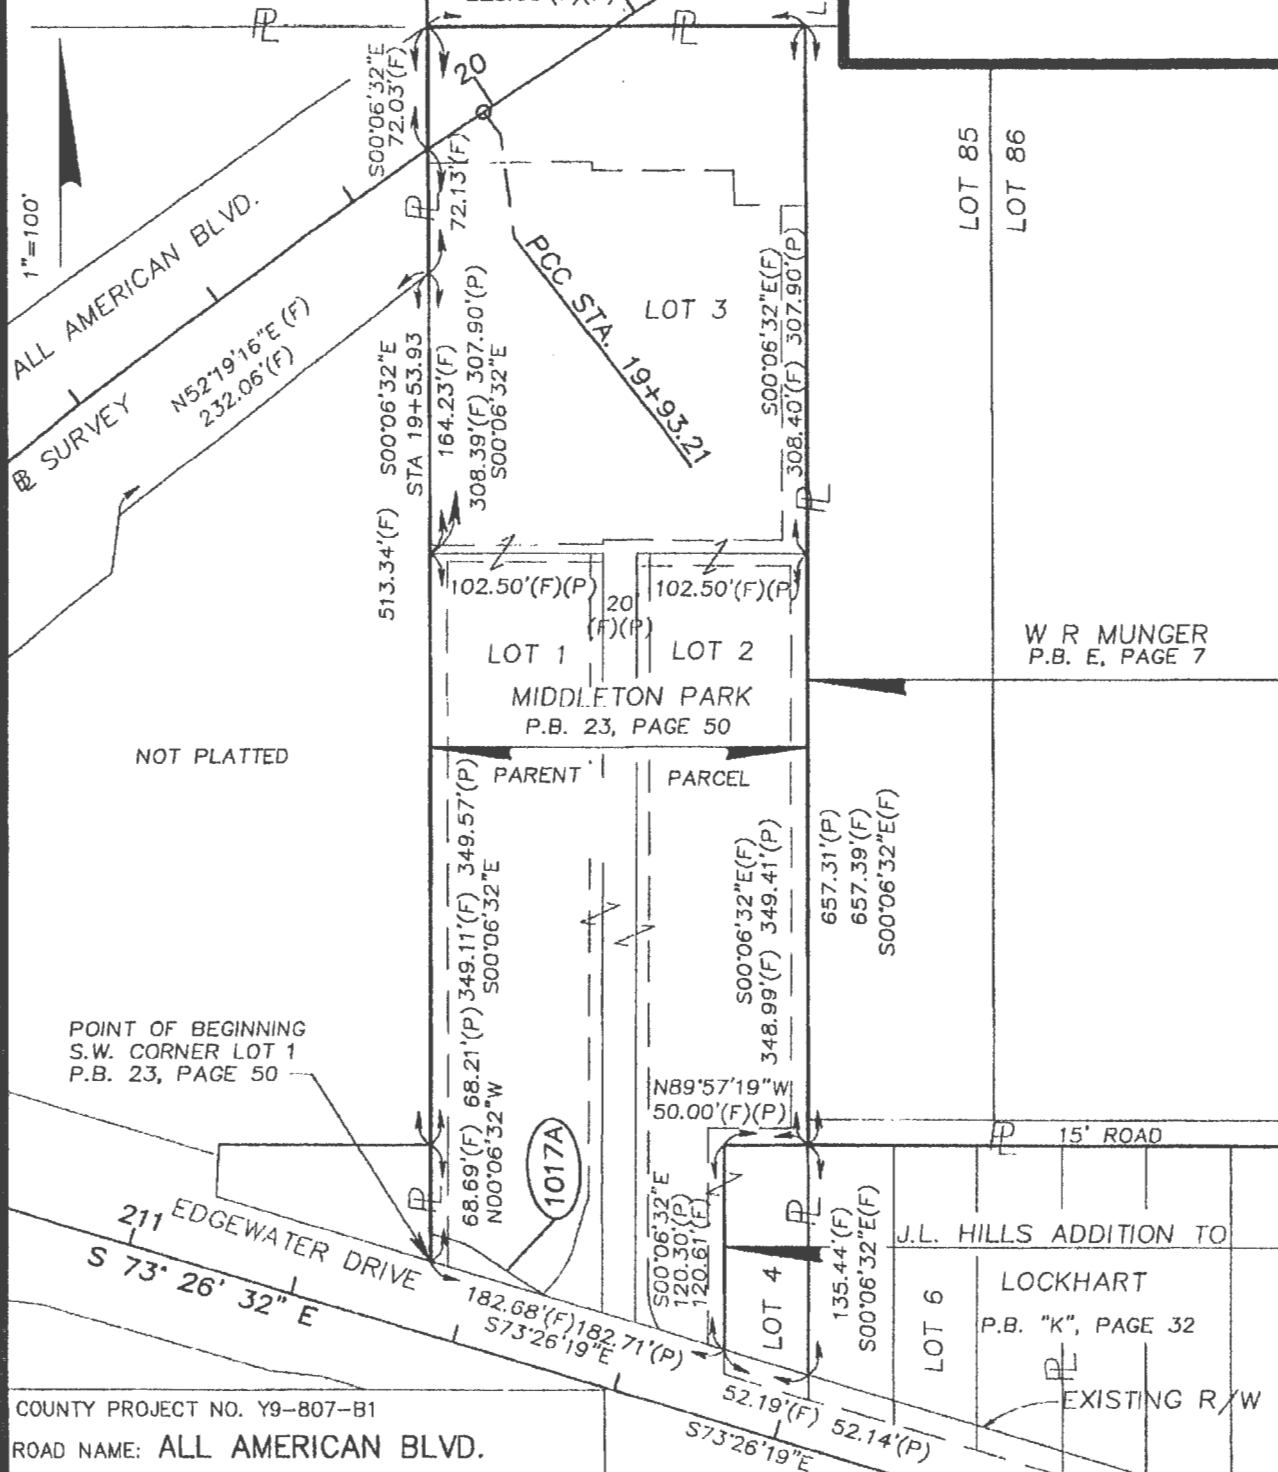 S00°06'32"E
72.03'(F)
20
1"=100'
ALL AMERICAN BLVD.
N52°19'16"E (F)
232.06'(F)
SURVEY
72.13'(F)
PCC STA. 19+93.21
LOT 3
S00°06'32"E(F)
308.40'(F) 307.90'(P)
LOT 85
LOT 86
513.34'(F) S00°06'32"E
STA 19+53.93
164.23'(F)
308.39'(F) 307.90'(P)
S00°06'32"E
102.50'(F)(P)
20'
(F)(P)
102.50'(F)(P)
LOT 1
LOT 2
MIDDLETON PARK
P.B. 23, PAGE 50
W R MUNGER
P.B. E, PAGE 7
NOT PLATTED
PARENT
PARCEL
68.69'(F) 68.21'(P) 349.11'(F) 349.57'(P)
N00°06'32"W S00°06'32"E
S00°06'32"E(F)
348.99'(F) 349.41'(P)
657.31'(P)
657.39'(F)
S00°06'32"E(F)
POINT OF BEGINNING
S.W. CORNER LOT 1
P.B. 23, PAGE 50
N89°57'19"W
50.00'(F)(P)
15' ROAD
1017A
S00°06'32"E
120.30'(P)
120.61'(F)
LOT 4
135.44'(F)
S00°06'32"E(F)
J.L. HILLS ADDITION TO
LOCKHART
P.B. "K", PAGE 32
LOT 6
EXISTING R/W
211
EDGEWATER DRIVE
S 73° 26' 32" E
182.68'(F)182.71'(P)
S73°26'19"E
52.19'(F) 52.14'(P)
S73°26'19"E
COUNTY PROJECT NO. Y9-807-B1
ROAD NAME: ALL AMERICAN BLVD.